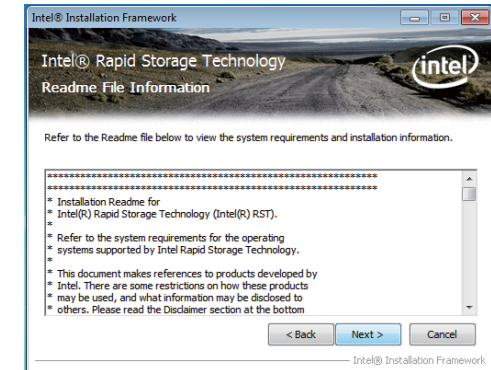 Intel® Installation Framework
Intel® Rapid Storage Technology
Readme File Information
intel
Refer to the Readme file below to view the system requirements and installation information.
************************************************************
************************************************************
* Installation Readme for
* Intel(R) Rapid Storage Technology (Intel(R) RST).
*
* Refer to the system requirements for the operating
* systems supported by Intel Rapid Storage Technology.
*
* This document makes references to products developed by
* Intel. There are some restrictions on how these products
* may be used, and what information may be disclosed to
* others. Please read the Disclaimer section at the bottom
< Back Next > Cancel
Intel® Installation Framework